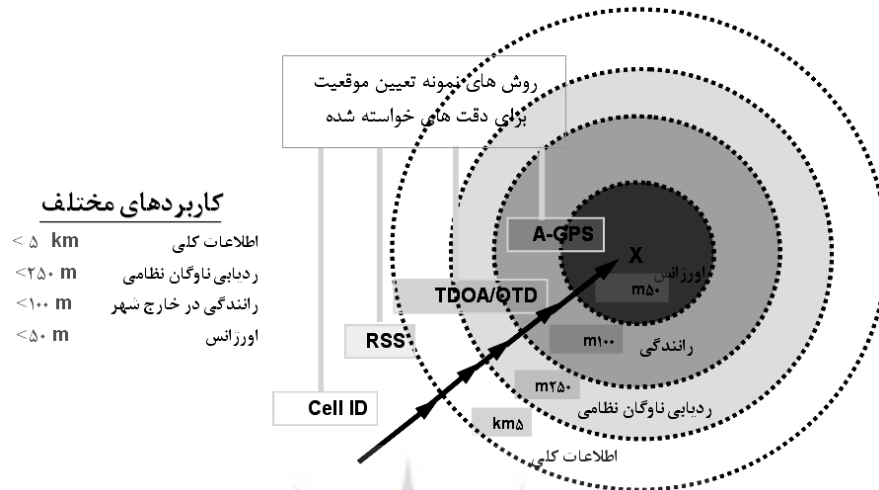 روش های نمونه تعیین موقعیت
برای دقت های خواسته شده
کاربردهای مختلف
اطلاعات کلی < ۵ km
ردیابی ناوگان نظامی <۲۵۰ m
رانندگی در خارج شهر <۱۰۰ m
اورژانس <۵۰ m
A-GPS
TDOA/OTD
RSS
Cell ID
X
اورژانس
m۵۰
رانندگی
m۱۰۰
ردیابی ناوگان نظامی
m۲۵۰
اطلاعات کلی
km۵